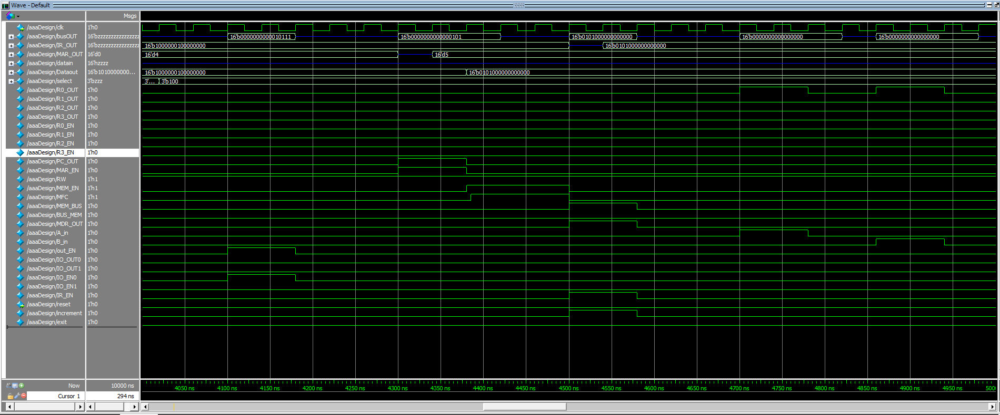 Wave - Default
Msgs
/aaaDesign/clk 1'h0
/aaaDesign/busOUT 16'bzzzzzzzzzzzzzzzz 16'b0000000000010111 16'b0000000000000101 16'b0101000000000000 16'b0000000000000000 16'b0000000000000000
/aaaDesign/IR_OUT 16'bzzzzzzzzzzzzzzzz 16'b1000000100000000 16'b0101000000000000
/aaaDesign/MAR_OUT 16'd0 16'd4 16'd5
/aaaDesign/datain 16'hzzzz
/aaaDesign/Dataout 16'b1010000000... 16'b1000000100000000 16'b0101000000000000
/aaaDesign/select 3'bzzz 3'... 3'b100
/aaaDesign/R0_OUT 1'h0
/aaaDesign/R1_OUT 1'h0
/aaaDesign/R2_OUT 1'h0
/aaaDesign/R3_OUT 1'h0
/aaaDesign/R0_EN 1'h0
/aaaDesign/R1_EN 1'h0
/aaaDesign/R2_EN 1'h0
/aaaDesign/R3_EN 1'h0
/aaaDesign/PC_OUT 1'h0
/aaaDesign/MAR_EN 1'h0
/aaaDesign/RW 1'h1
/aaaDesign/MEM_EN 1'h1
/aaaDesign/MFC 1'h1
/aaaDesign/MEM_BUS 1'h0
/aaaDesign/BUS_MEM 1'h0
/aaaDesign/MDR_OUT 1'h0
/aaaDesign/A_in 1'h0
/aaaDesign/B_in 1'h0
/aaaDesign/out_EN 1'h0
/aaaDesign/IO_OUT0 1'h0
/aaaDesign/IO_OUT1 1'h0
/aaaDesign/IO_EN0 1'h0
/aaaDesign/IO_EN1 1'h0
/aaaDesign/IR_EN 1'h0
/aaaDesign/reset 1'h0
/aaaDesign/increment 1'h0
/aaaDesign/exit 1'h0
Now 10000 ns 4050 ns 4100 ns 4150 ns 4200 ns 4250 ns 4300 ns 4350 ns 4400 ns 4450 ns 4500 ns 4550 ns 4600 ns 4650 ns 4700 ns 4750 ns 4800 ns 4850 ns 4900 ns 4950 ns 500
Cursor 1 294 ns